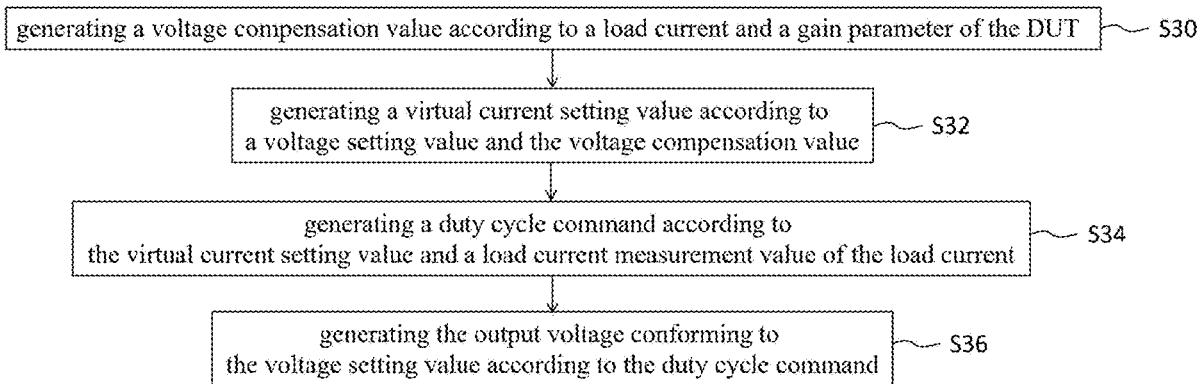 generating a voltage compensation value according to a load current and a gain parameter of the DUT
S30
generating a virtual current setting value according to
a voltage setting value and the voltage compensation value
S32
generating a duty cycle command according to
the virtual current setting value and a load current measurement value of the load current
S34
generating the output voltage conforming to
the voltage setting value according to the duty cycle command
S36